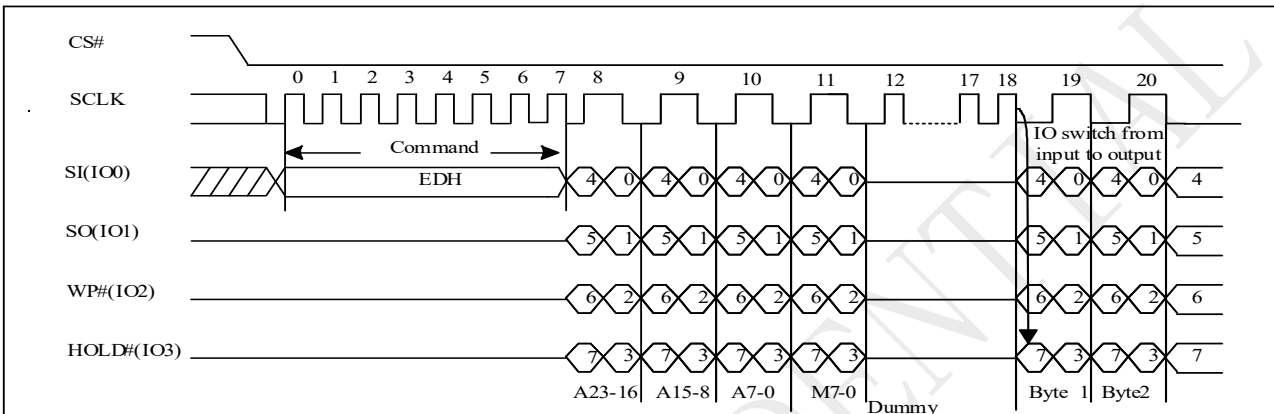 CS#
0 1 2 3 4 5 6 7 8 9 10 11 12 17 18 19 20
SCLK
Command
IO switch from
input to output
SI(IO0) EDH 4 0 4 0 4 0 4 0 4 0 4 0 4
SO(IO1) 5 1 5 1 5 1 5 1 5 1 5 1 5
WP#(IO2) 6 2 6 2 6 2 6 2 6 2 6 2 6
HOLD#(IO3) 7 3 7 3 7 3 7 3 7 3 7 3 7
A23-16 A15-8 A7-0 M7-0 Byte 1 Byte2
Dummy